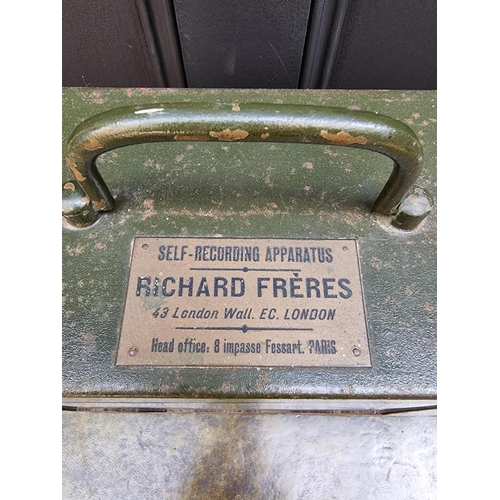 SELF-RECORDING APPARATUS
RICHARD FRÈRES
43 London Wall. EC. LONDON
Head office: 8 impasse Fessart. PARIS